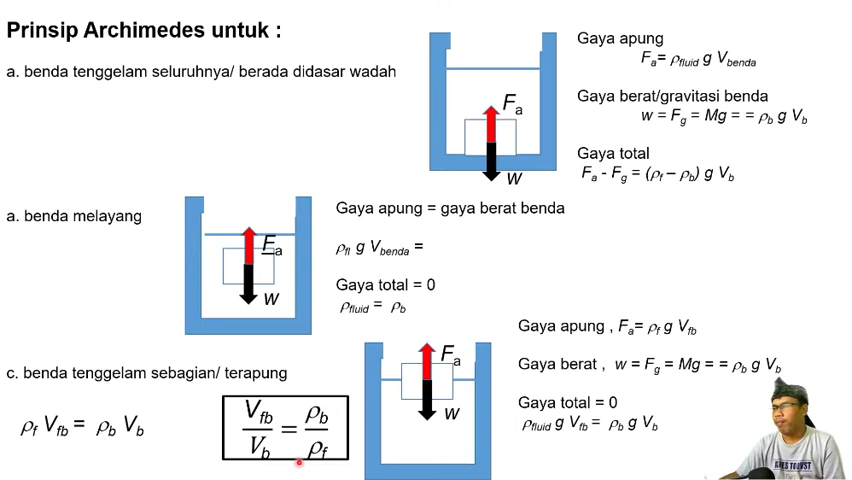 Prinsip Archimedes untuk :
a. benda tenggelam seluruhnya/ berada didasar wadah
Fa
w
Gaya apung
Fa= ρfluid g Vbenda
Gaya berat/gravitasi benda
w = Fg = Mg = = ρb g Vb
Gaya total
Fa - Fg = (ρf – ρb) g Vb
a. benda melayang
Fa
w
Gaya apung = gaya berat benda
ρfl g Vbenda =
Gaya total = 0
ρfluid = ρb
c. benda tenggelam sebagian/ terapung
ρf Vfb = ρb Vb
Vfb/Vb = ρb/ρf
Fa
w
Gaya apung , Fa= ρf g Vfb
Gaya berat , w = Fg = Mg = = ρb g Vb
Gaya total = 0
ρfluid g Vfb = ρb g Vb